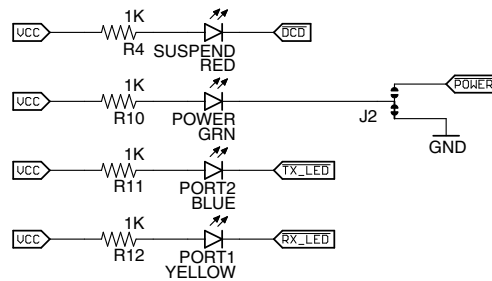 1K
VCC
R4
SUSPEND
RED
DCD
1K
VCC
R10
POWER
GRN
J2
POWER
GND
1K
VCC
R11
PORT2
BLUE
TX_LED
1K
VCC
R12
PORT1
YELLOW
RX_LED